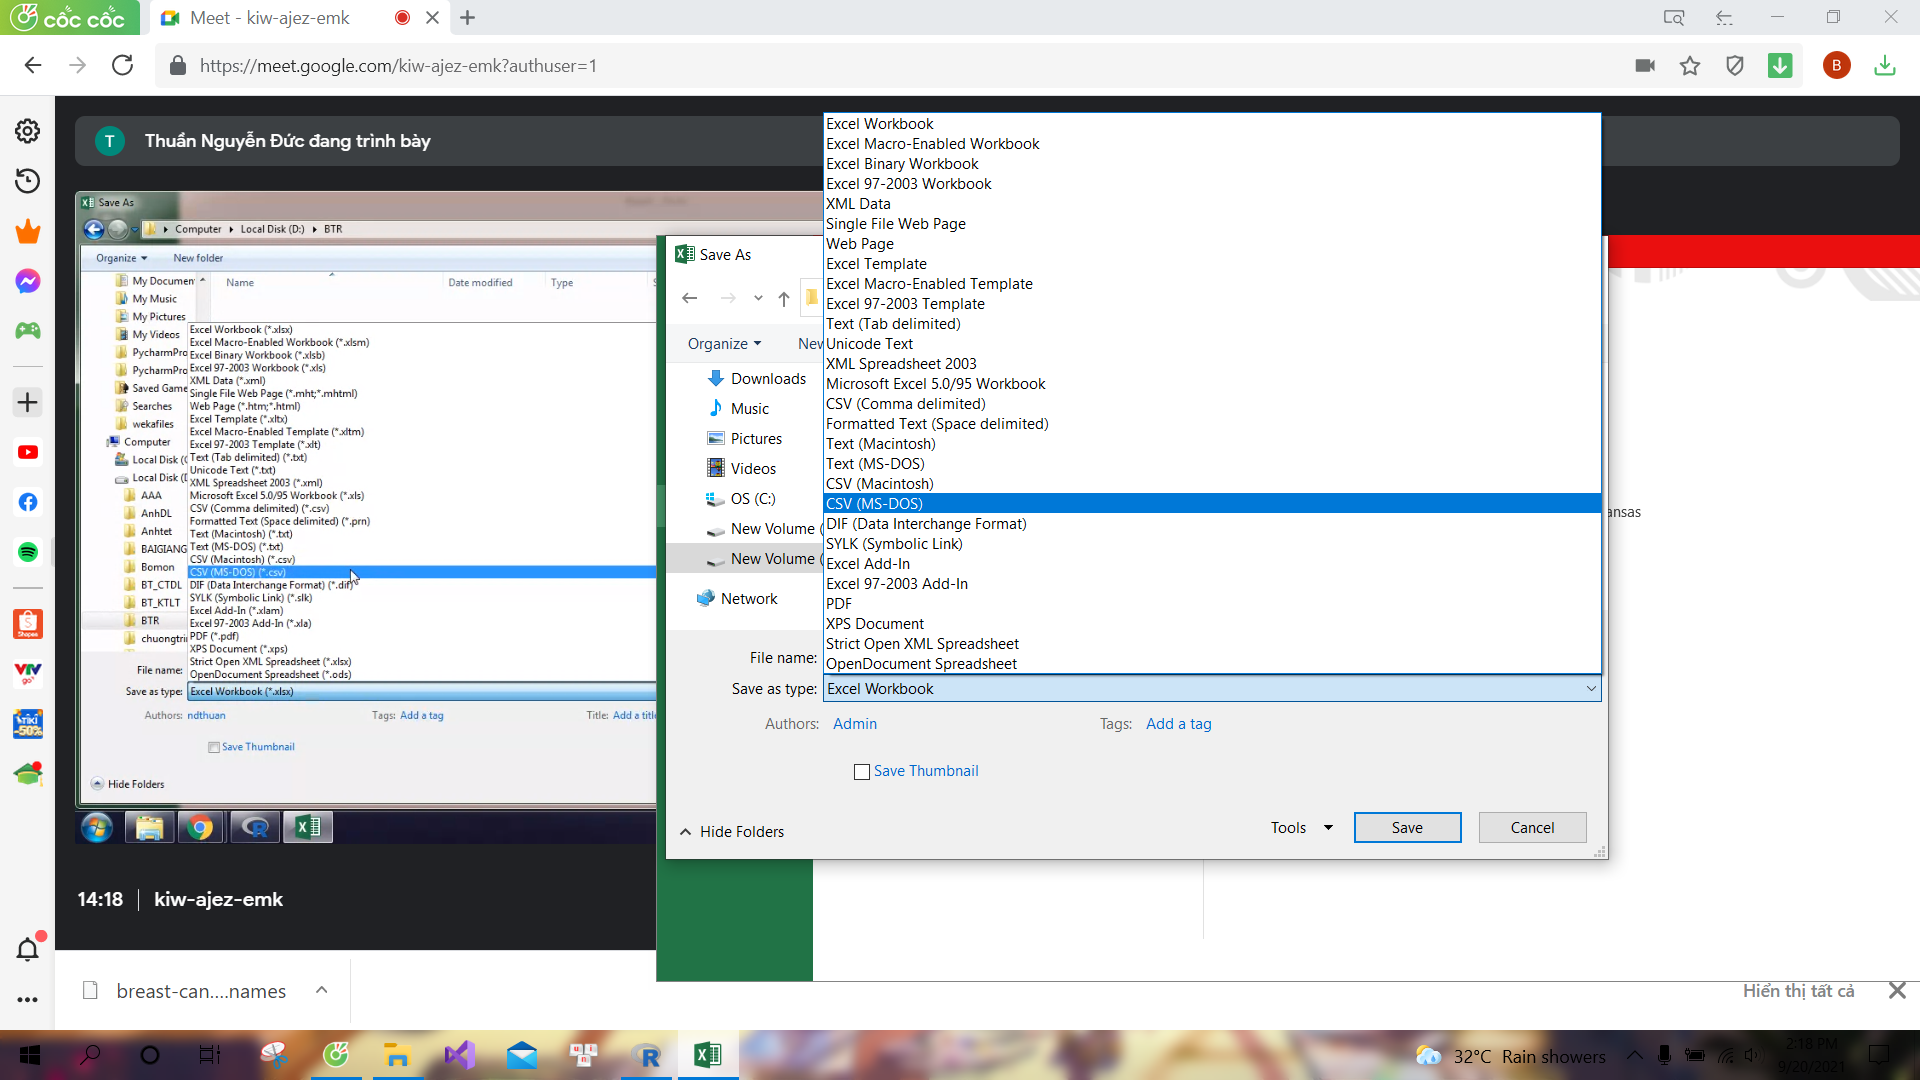 cốc cốc
Meet - kiw-ajez-emk
https://meet.google.com/kiw-ajez-emk?authuser=1
B
T
Thuần Nguyễn Đức đang trình bày
Save As
Computer
Local Disk (D:)
BTR
Organize
New folder
Name
Date modified
Type
My Documen
My Music
My Pictures
My Videos
PycharmPro
PycharmPro
Saved Game
Searches
wekafiles
Computer
Local Disk (
Local Disk (
AAA
AnhDL
Anhtet
BAIGIANG
Bomon
BT_CTDL
BT_KTLT
BTR
chuongtri
Excel Workbook (*.xlsx)
Excel Macro-Enabled Workbook (*.xlsm)
Excel Binary Workbook (*.xlsb)
Excel 97-2003 Workbook (*.xls)
XML Data (*.xml)
Single File Web Page (*.mht;*.mhtml)
Web Page (*.htm;*.html)
Excel Template (*.xltx)
Excel Macro-Enabled Template (*.xltm)
Excel 97-2003 Template (*.xlt)
Text (Tab delimited) (*.txt)
Unicode Text (*.txt)
XML Spreadsheet 2003 (*.xml)
Microsoft Excel 5.0/95 Workbook (*.xls)
CSV (Comma delimited) (*.csv)
Formatted Text (Space delimited) (*.prn)
Text (Macintosh) (*.txt)
Text (MS-DOS) (*.txt)
CSV (Macintosh) (*.csv)
CSV (MS-DOS) (*.csv)
DIF (Data Interchange Format) (*.dif)
SYLK (Symbolic Link) (*.slk)
Excel Add-In (*.xlam)
Excel 97-2003 Add-In (*.xla)
PDF (*.pdf)
XPS Document (*.xps)
Strict Open XML Spreadsheet (*.xlsx)
OpenDocument Spreadsheet (*.ods)
File name:
Save as type: Excel Workbook (*.xlsx)
Authors: ndthuan
Tags: Add a tag
Title: Add a title
Save Thumbnail
Hide Folders
14:18
kiw-ajez-emk
Save As
Organize
New
Downloads
Music
Pictures
Videos
OS (C:)
New Volume (
New Volume (
Network
Excel Workbook
Excel Macro-Enabled Workbook
Excel Binary Workbook
Excel 97-2003 Workbook
XML Data
Single File Web Page
Web Page
Excel Template
Excel Macro-Enabled Template
Excel 97-2003 Template
Text (Tab delimited)
Unicode Text
XML Spreadsheet 2003
Microsoft Excel 5.0/95 Workbook
CSV (Comma delimited)
Formatted Text (Space delimited)
Text (Macintosh)
Text (MS-DOS)
CSV (Macintosh)
CSV (MS-DOS)
DIF (Data Interchange Format)
SYLK (Symbolic Link)
Excel Add-In
Excel 97-2003 Add-In
PDF
XPS Document
Strict Open XML Spreadsheet
OpenDocument Spreadsheet
File name:
Save as type: Excel Workbook
Authors: Admin
Tags: Add a tag
Save Thumbnail
Hide Folders
Tools
Save
Cancel
ansas
Shopee
VTV
go
TIKI
-50%
breast-can....names
Hiển thị tất cả
32°C Rain showers
2:18 PM
9/20/2021